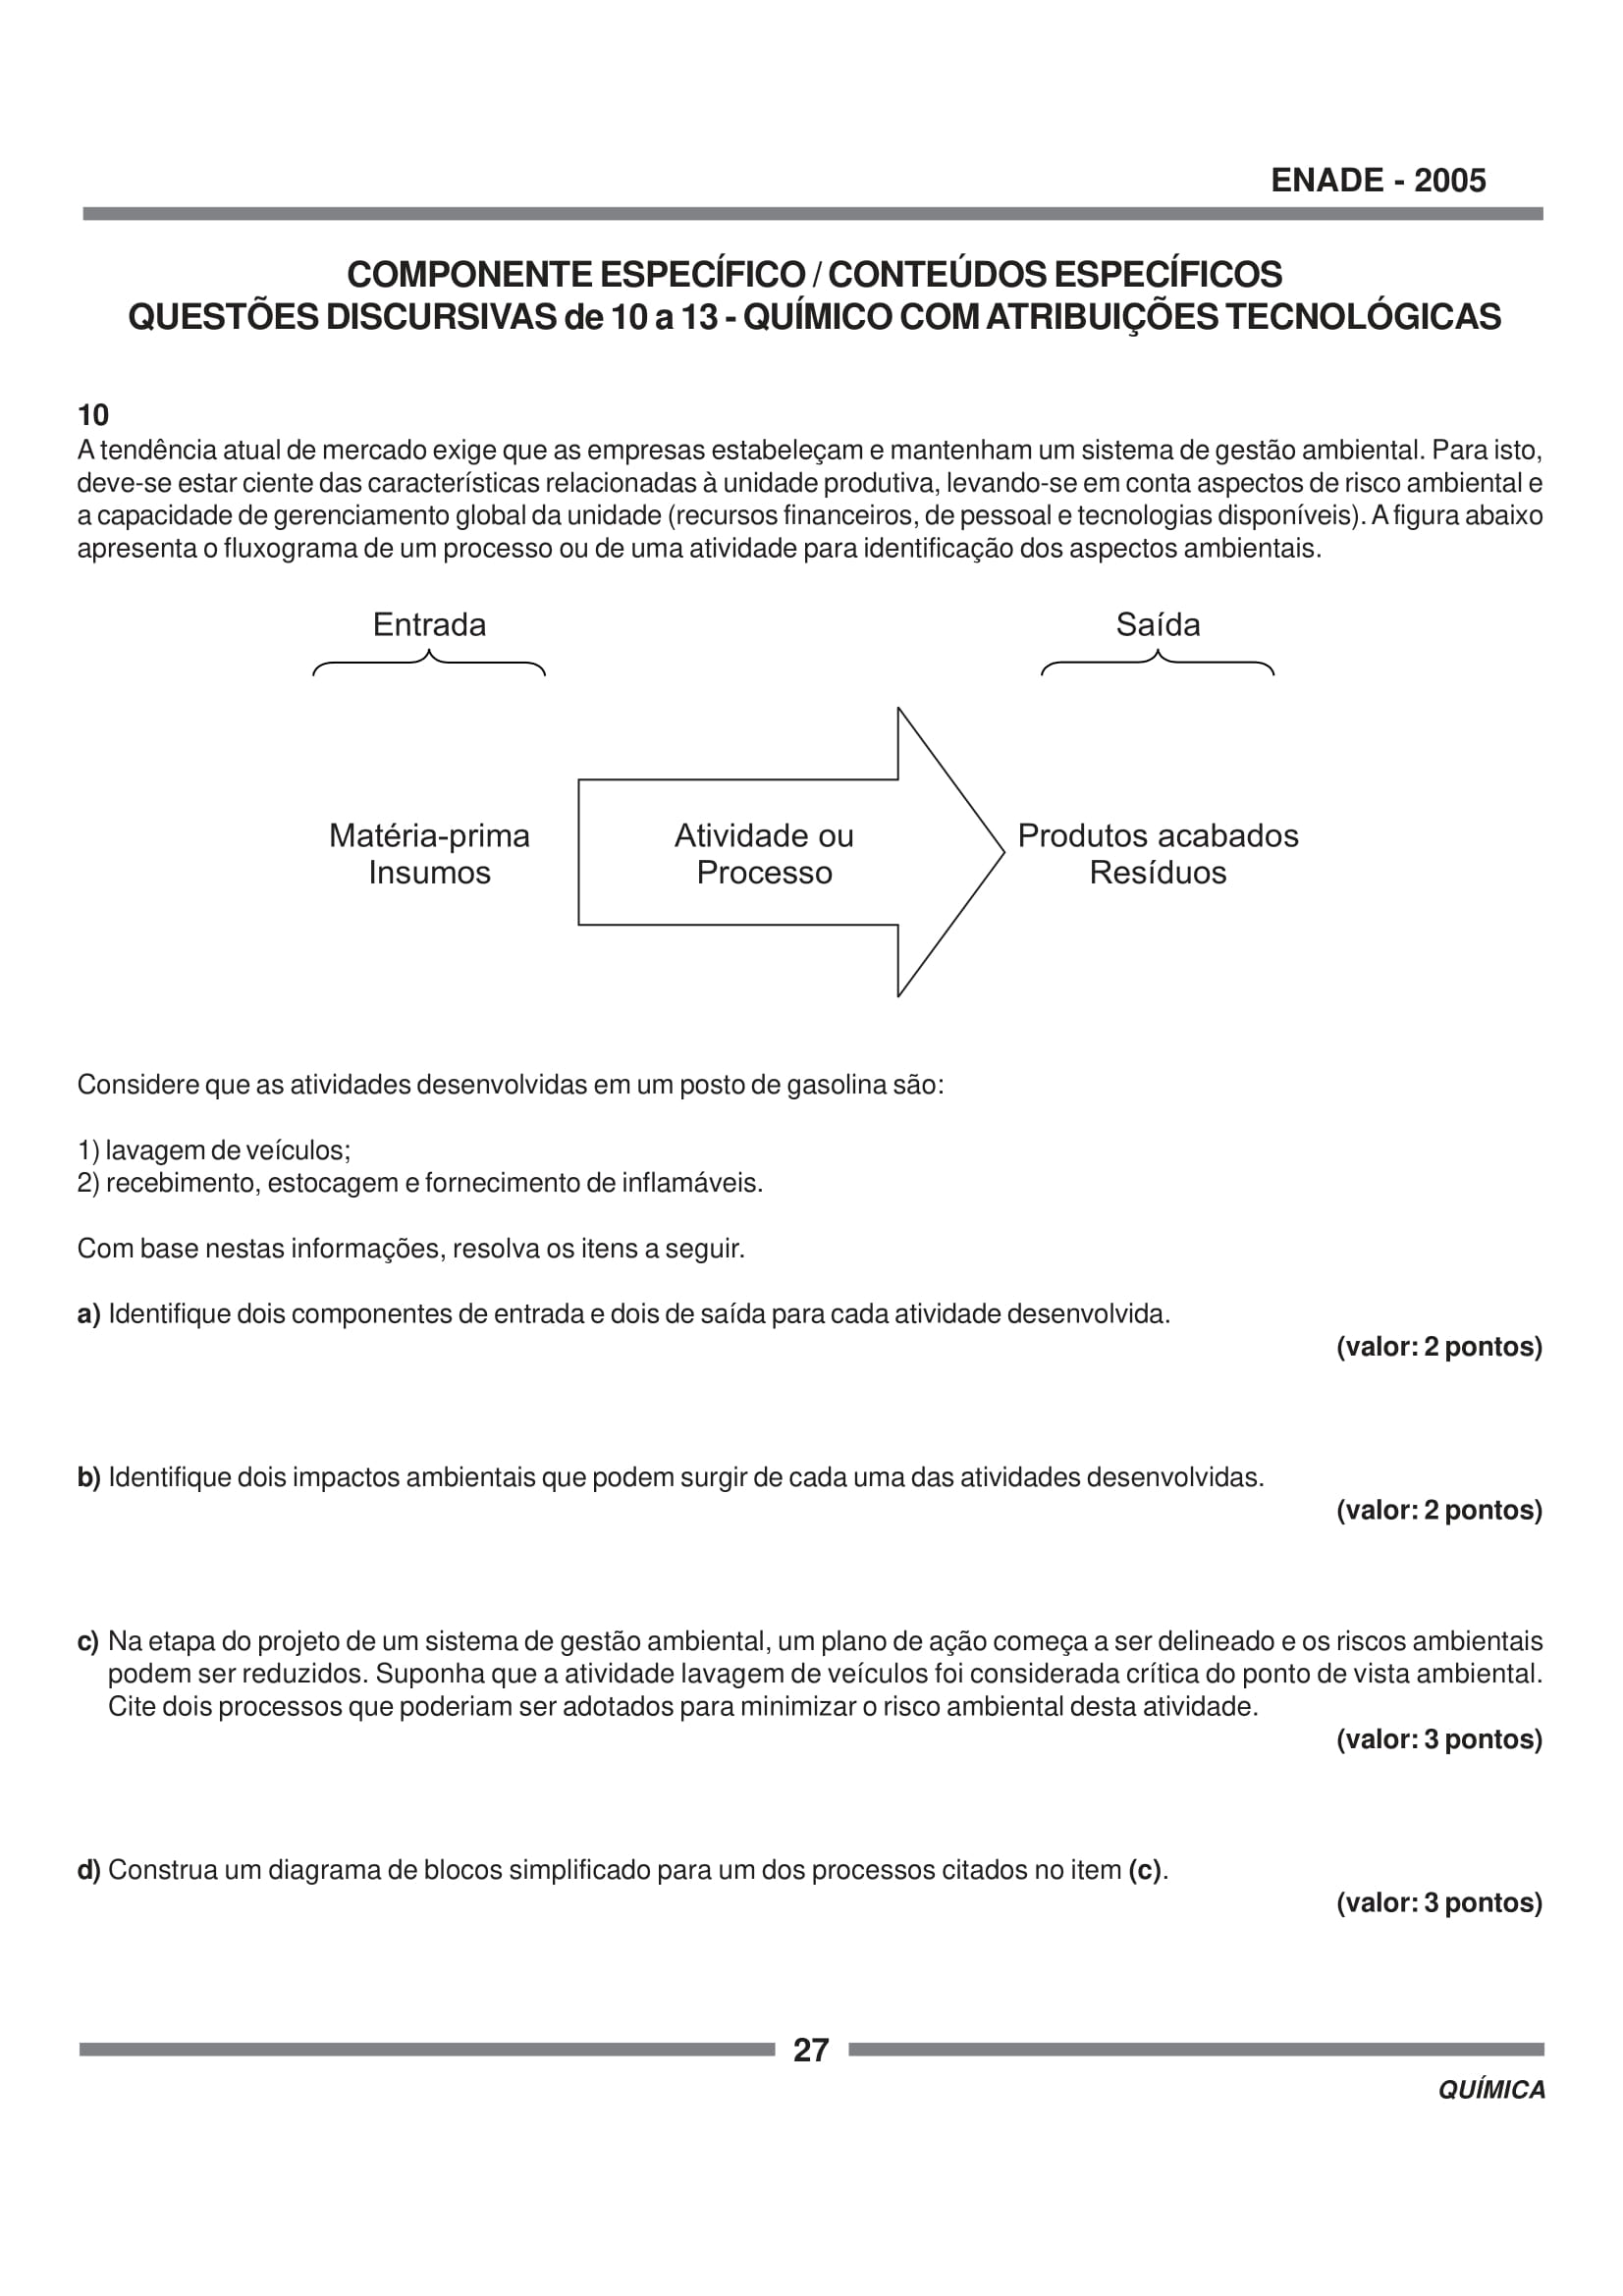 ENADE - 2005
COMPONENTE ESPECÍFICO / CONTEÚDOS ESPECÍFICOS
QUESTÕES DISCURSIVAS de 10 a 13 - QUÍMICO COM ATRIBUIÇÕES TECNOLÓGICAS
10
A tendência atual de mercado exige que as empresas estabeleçam e mantenham um sistema de gestão ambiental. Para isto,
deve-se estar ciente das características relacionadas à unidade produtiva, levando-se em conta aspectos de risco ambiental e
a capacidade de gerenciamento global da unidade (recursos financeiros, de pessoal e tecnologias disponíveis). A figura abaixo
apresenta o fluxograma de um processo ou de uma atividade para identificação dos aspectos ambientais.
Entrada
Saída
Matéria-prima
Insumos
Atividade ou
Processo
Produtos acabados
Resíduos
Considere que as atividades desenvolvidas em um posto de gasolina são:
1) lavagem de veículos;
2) recebimento, estocagem e fornecimento de inflamáveis.
Com base nestas informações, resolva os itens a seguir.
a) Identifique dois componentes de entrada e dois de saída para cada atividade desenvolvida.
(valor: 2 pontos)
b) Identifique dois impactos ambientais que podem surgir de cada uma das atividades desenvolvidas.
(valor: 2 pontos)
c) Na etapa do projeto de um sistema de gestão ambiental, um plano de ação começa a ser delineado e os riscos ambientais
podem ser reduzidos. Suponha que a atividade lavagem de veículos foi considerada crítica do ponto de vista ambiental.
Cite dois processos que poderiam ser adotados para minimizar o risco ambiental desta atividade.
(valor: 3 pontos)
d) Construa um diagrama de blocos simplificado para um dos processos citados no item (c).
(valor: 3 pontos)
27
QUÍMICA